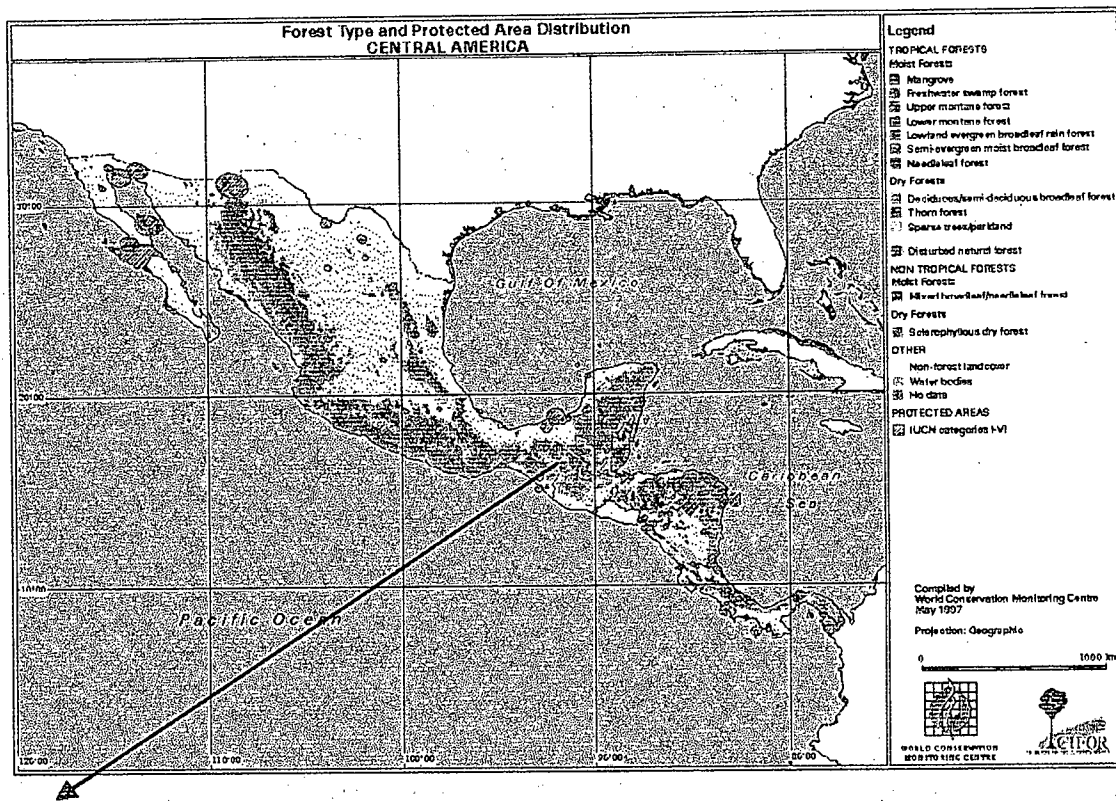 Forest Type and Protected Area Distribution
CENTRAL AMERICA
30°00'
20°00'
10°00'
120°00'
110°00'
100°00'
90°00'
80°00'
Gulf Of Mexico
Caribbean
Sea
Pacific Ocean
Legend
TROPICAL FORESTS
Moist Forests
Mangrove
Freshwater swamp forest
Upper montane forest
Lower montane forest
Lowland evergreen broadleaf rain forest
Semi-evergreen moist broadleaf forest
Needleleaf forest
Dry Forests
Deciduous/semi-deciduous broadleaf forest
Thorn forest
Sparse trees/parkland
Disturbed natural forest
NON TROPICAL FORESTS
Moist Forests
Mixed broadleaf/needleleaf forest
Dry Forests
Sclerophyllous dry forest
OTHER
Non-forest landcover
Water bodies
No data
PROTECTED AREAS
IUCN categories I-VI
Compiled by
World Conservation Monitoring Centre
May 1997
Projection: Geographic
0 1000 km
WORLD CONSERVATION
MONITORING CENTRE
CIFOR